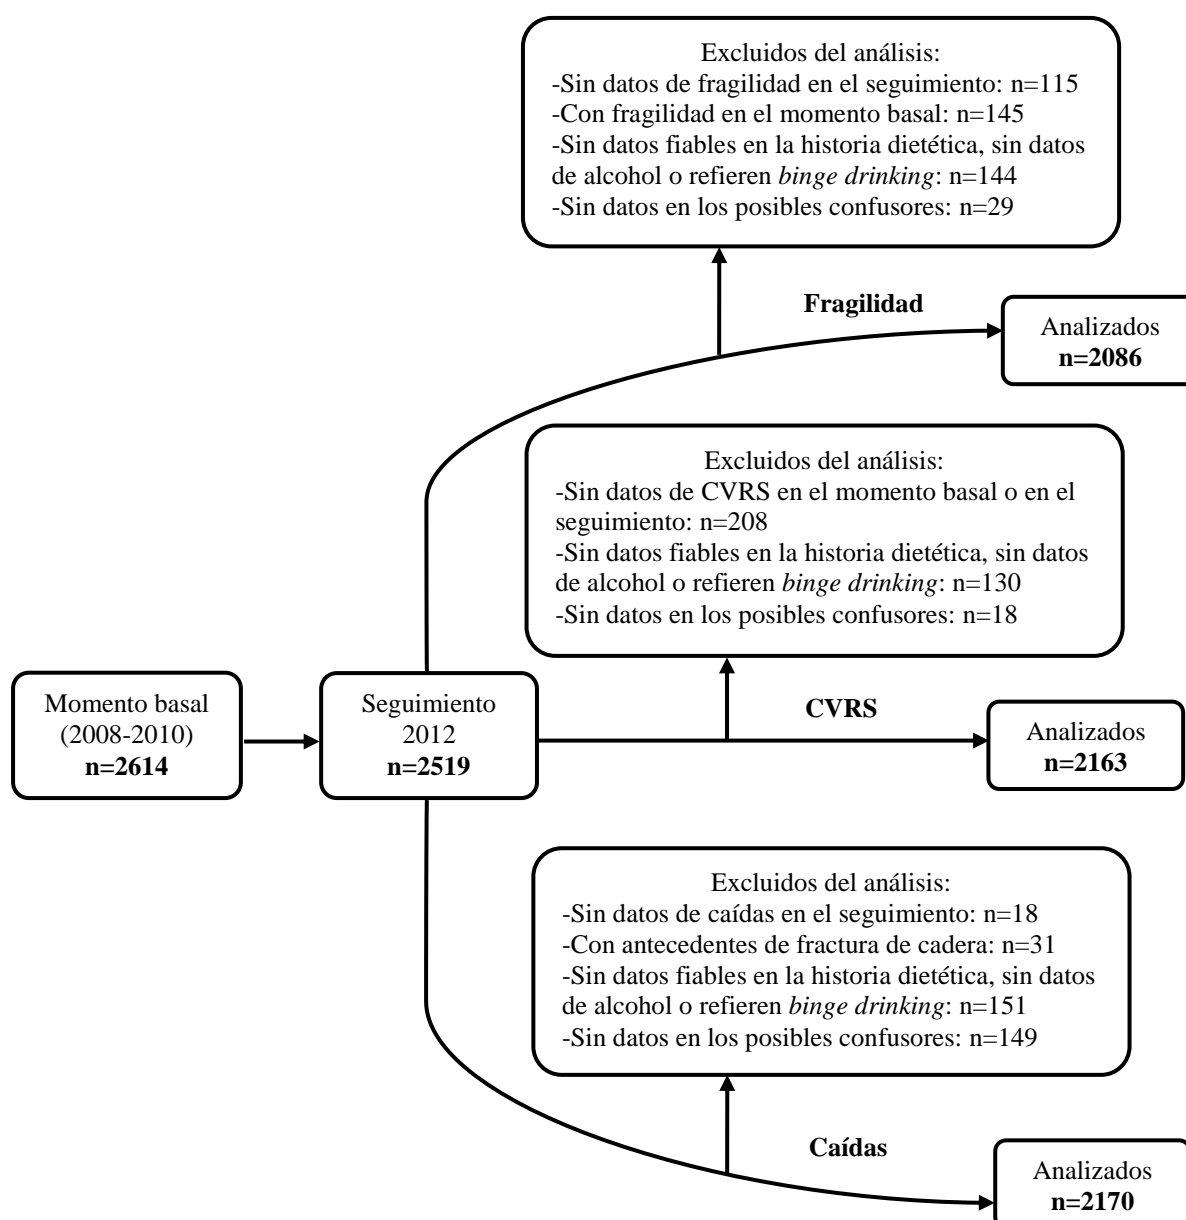 Excluidos del análisis:
-Sin datos de fragilidad en el seguimiento: n=115
-Con fragilidad en el momento basal: n=145
-Sin datos fiables en la historia dietética, sin datos
de alcohol o refieren binge drinking: n=144
-Sin datos en los posibles confusores: n=29
Fragilidad
Analizados
n=2086
Excluidos del análisis:
-Sin datos de CVRS en el momento basal o en el
seguimiento: n=208
-Sin datos fiables en la historia dietética, sin datos
de alcohol o refieren binge drinking: n=130
-Sin datos en los posibles confusores: n=18
Momento basal
(2008-2010)
n=2614
Seguimiento
2012
n=2519
CVRS
Analizados
n=2163
Excluidos del análisis:
-Sin datos de caídas en el seguimiento: n=18
-Con antecedentes de fractura de cadera: n=31
-Sin datos fiables en la historia dietética, sin datos
de alcohol o refieren binge drinking: n=151
-Sin datos en los posibles confusores: n=149
Caídas
Analizados
n=2170